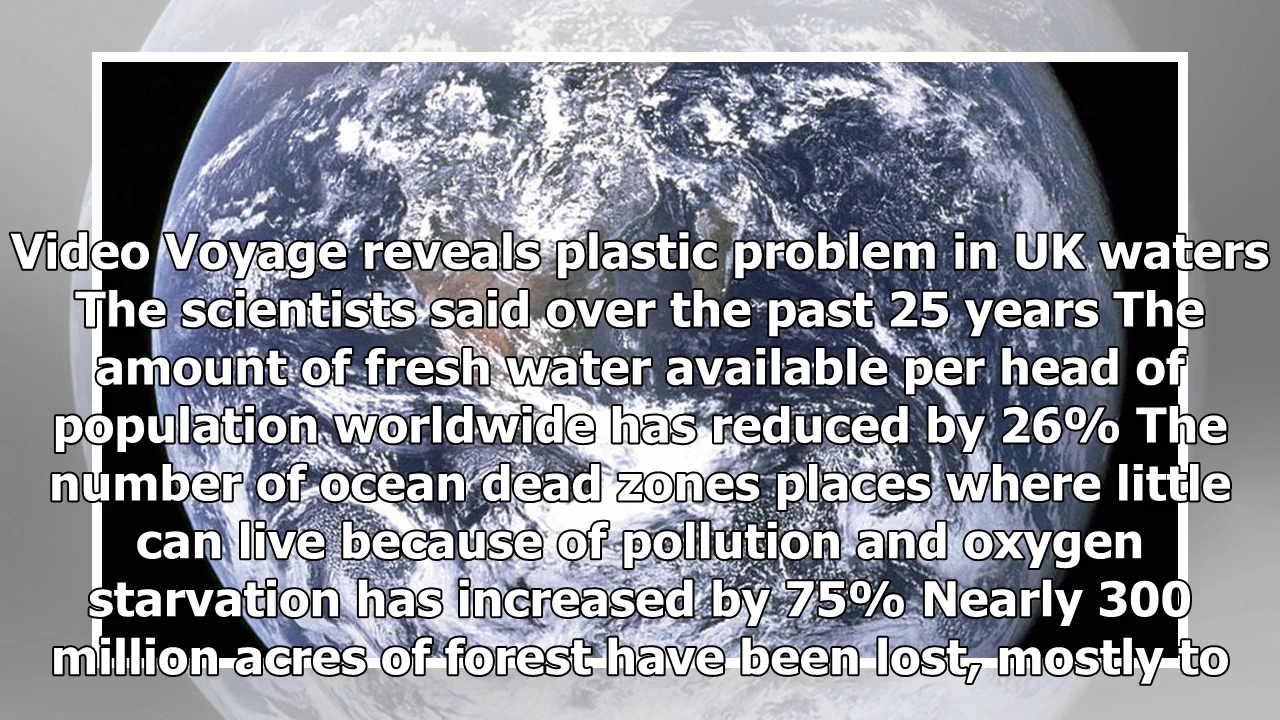 Video Voyage reveals plastic problem in UK waters
The scientists said over the past 25 years The
amount of fresh water available per head of
population worldwide has reduced by 26% The
number of ocean dead zones places where little
can live because of pollution and oxygen
starvation has increased by 75% Nearly 300
million acres of forest have been lost, mostly to